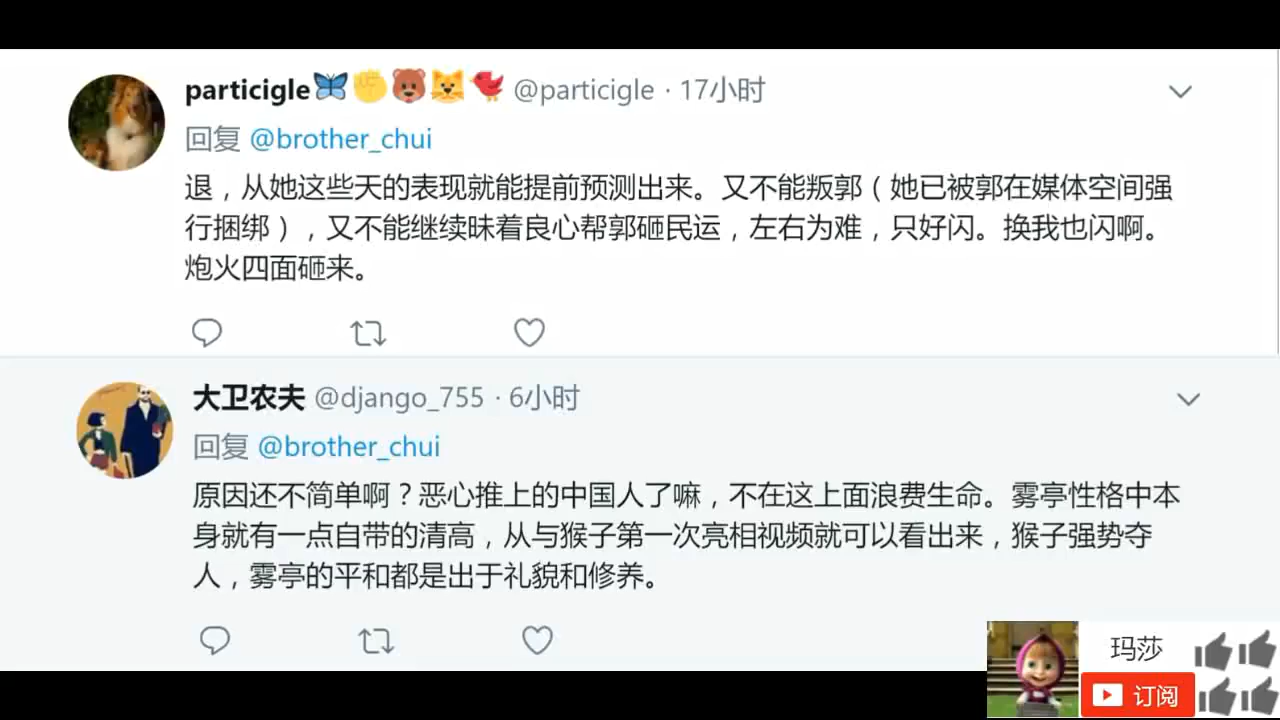 particigle @particigle · 17小时
回复 @brother_chui
退，从她这些天的表现就能提前预测出来。又不能叛郭（她已被郭在媒体空间强
行捆绑），又不能继续昧着良心帮郭砸民运，左右为难，只好闪。换我也闪啊。
炮火四面砸来。
大卫农夫 @django_755 · 6小时
回复 @brother_chui
原因还不简单啊？恶心推上的中国人了嘛，不在这上面浪费生命。雾亭性格中本
身就有一点自带的清高，从与猴子第一次亮相视频就可以看出来，猴子强势夺
人，雾亭的平和都是出于礼貌和修养。
玛莎
订阅